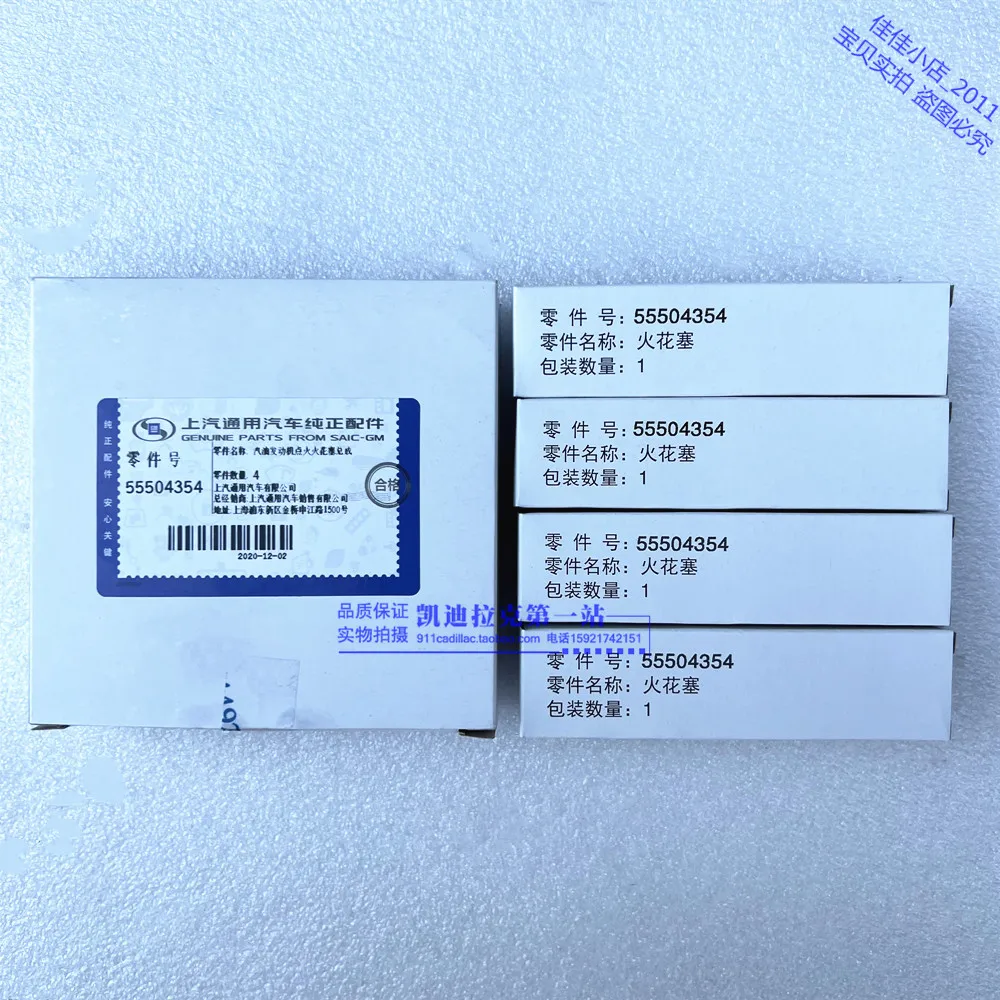 佳佳小店_2011
宝贝实拍 盗图必究
纯正配件 安心关键
上汽通用汽车纯正配件
GENUINE PARTS FROM SAIC-GM
零件号
55504354
零件名称: 汽油发动机点火火花塞总成
零件数量: 4
上汽通用汽车有限公司
总经销商:上汽通用汽车销售有限公司
地址:上海浦东新区金桥申江路1500号
合格
2020-12-02
零 件 号: 55504354
零件名称: 火花塞
包装数量: 1
零 件 号: 55504354
零件名称: 火花塞
包装数量: 1
零 件 号: 55504354
零件名称: 火花塞
包装数量: 1
零 件 号: 55504354
零件名称: 火花塞
包装数量: 1
品质保证 凯迪拉克第一站
实物拍摄 911cadillac.taobao.com 电话15921742151